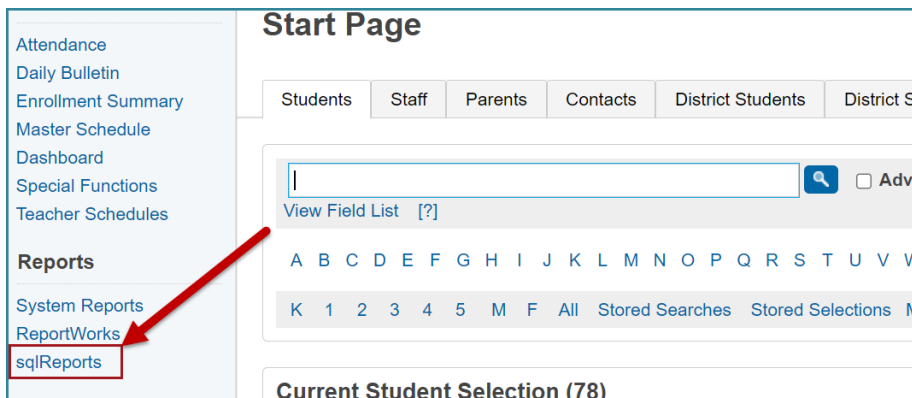 Start Page
Attendance
Daily Bulletin
Enrollment Summary
Master Schedule
Dashboard
Special Functions
Teacher Schedules
Reports
System Reports
ReportWorks
sqlReports
Students Staff Parents Contacts District Students District S
Adv
View Field List [?]
A B C D E F G H I J K L M N O P Q R S T U V W
K 1 2 3 4 5 M F All Stored Searches Stored Selections M
Current Student Selection (78)